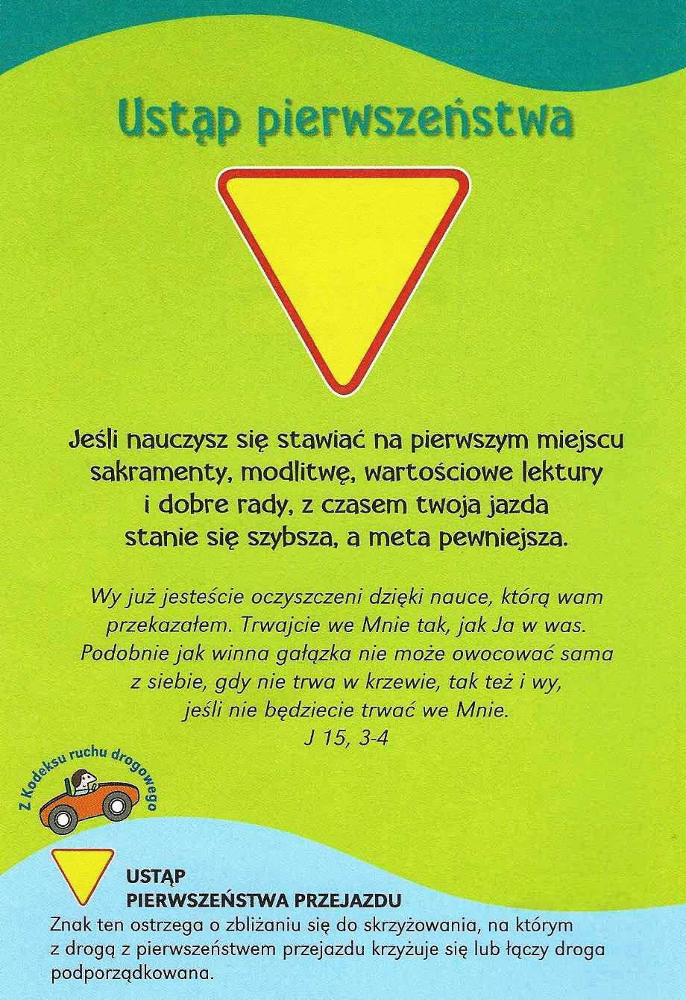 Ustąp pierwszeństwa
Jeśli nauczysz się stawiać na pierwszym miejscu
sakramenty, modlitwę, wartościowe lektury
i dobre rady, z czasem twoja jazda
stanie się szybsza, a meta pewniejsza.
Wy już jesteście oczyszczeni dzięki nauce, którą wam
przekazałem. Trwajcie we Mnie tak, jak Ja w was.
Podobnie jak winna gałązka nie może owocować sama
z siebie, gdy nie trwa w krzewie, tak też i wy,
jeśli nie będziecie trwać we Mnie.
J 15, 3-4
Z Kodeksu ruchu drogowego
USTĄP
PIERWSZEŃSTWA PRZEJAZDU
Znak ten ostrzega o zbliżaniu się do skrzyżowania, na którym
z drogą z pierwszeństwem przejazdu krzyżuje się lub łączy droga
podporządkowana.